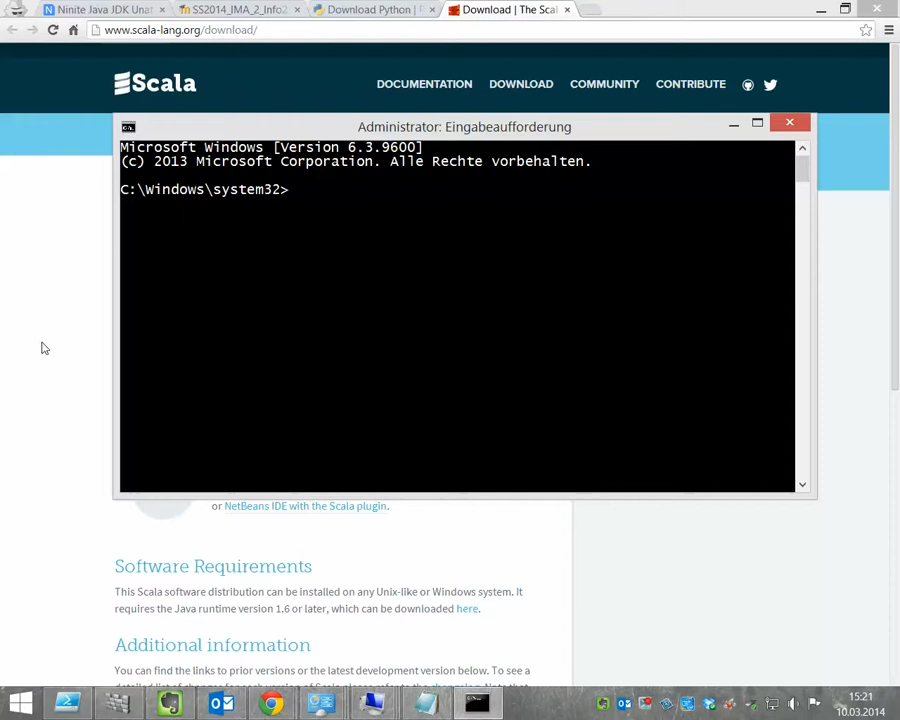 Ninite Java JDK Unat
SS2014_IMA_2_Info2
Download Python |
Download | The Scal
www.scala-lang.org/download/
Scala
DOCUMENTATION DOWNLOAD COMMUNITY CONTRIBUTE
Administrator: Eingabeaufforderung
Microsoft Windows [Version 6.3.9600]
(c) 2013 Microsoft Corporation. Alle Rechte vorbehalten.
C:\Windows\system32>
or NetBeans IDE with the Scala plugin.
Software Requirements
This Scala software distribution can be installed on any Unix-like or Windows system. It
requires the Java runtime version 1.6 or later, which can be downloaded here.
Additional information
You can find the links to prior versions or the latest development version below. To see a
15:21
10.03.2014